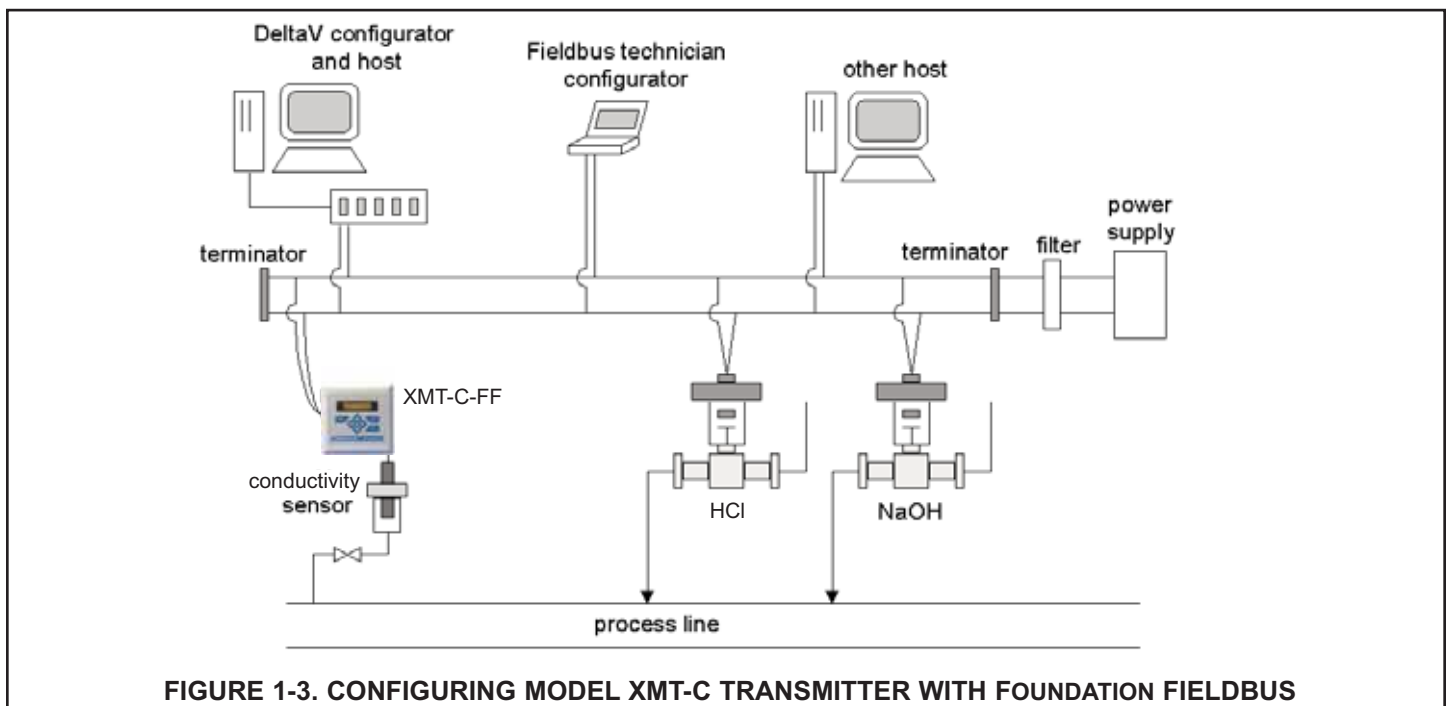 DeltaV configurator
and host
Fieldbus technician
configurator
other host
power
supply
terminator
terminator
filter
XMT-C-FF
conductivity
sensor
HCl
NaOH
process line
FIGURE 1-3. CONFIGURING MODEL XMT-C TRANSMITTER WITH FOUNDATION FIELDBUS